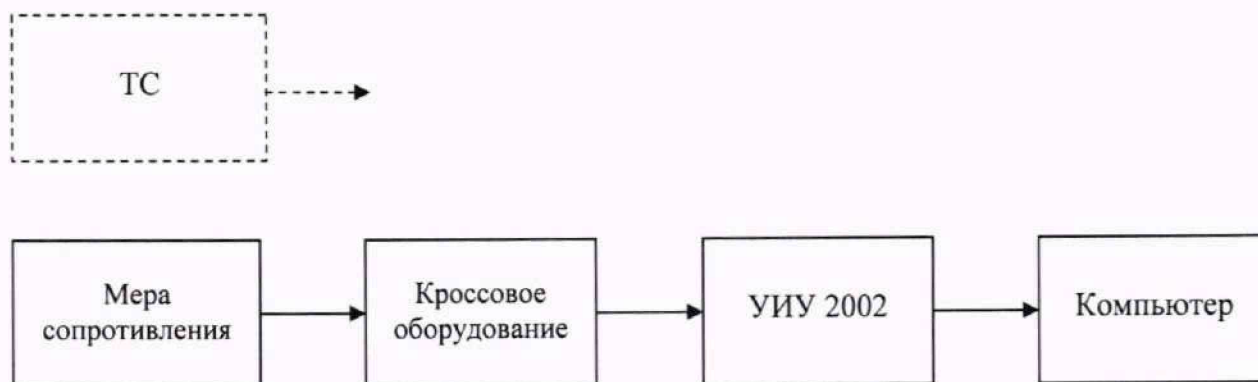 ТС
Мера
сопротивления
Кроссовое
оборудование
УИУ 2002
Компьютер